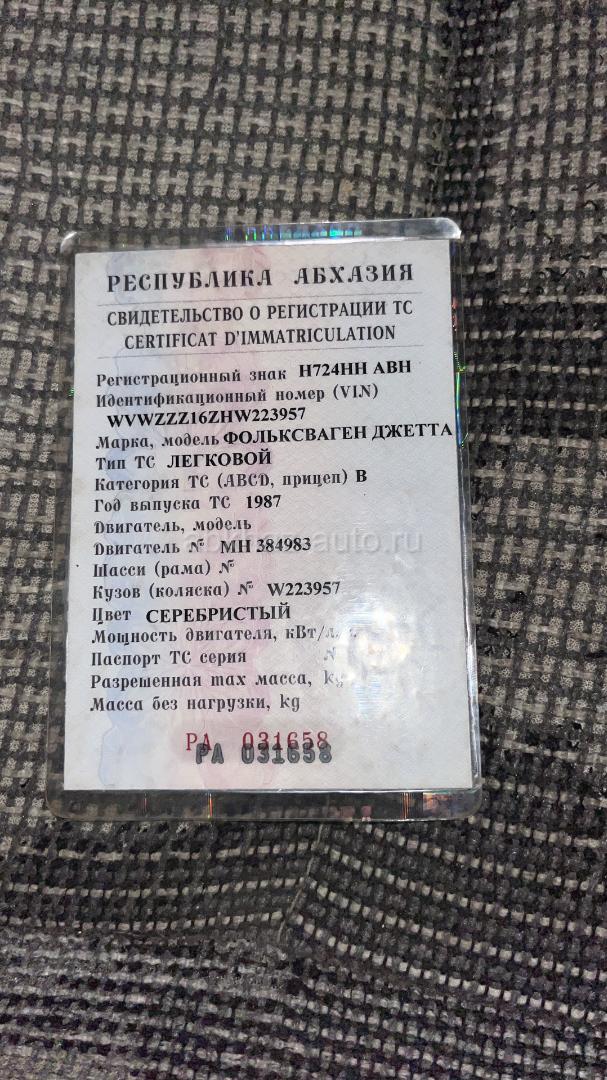 РЕСПУБЛИКА АБХАЗИЯ
СВИДЕТЕЛЬСТВО О РЕГИСТРАЦИИ ТС
CERTIFICAT D'IMMATRICULATION
Регистрационный знак Н724НН АВН
Идентификационный номер (VIN)
WVWZZZ16ZHW223957
Марка, модель ФОЛЬКСВАГЕН ДЖЕТТА
Тип ТС ЛЕГКОВОЙ
Категория ТС (ABCD, прицеп) В
Год выпуска ТС 1987
Двигатель, модель
Двигатель № МН 384983
Шасси (рама) №
Кузов (коляска) № W223957
Цвет СЕРЕБРИСТЫЙ
Мощность двигателя, кВт/л.
Паспорт ТС серия
Разрешенная max масса, kg
Масса без нагрузки, kg
РА 031658
РА 031658